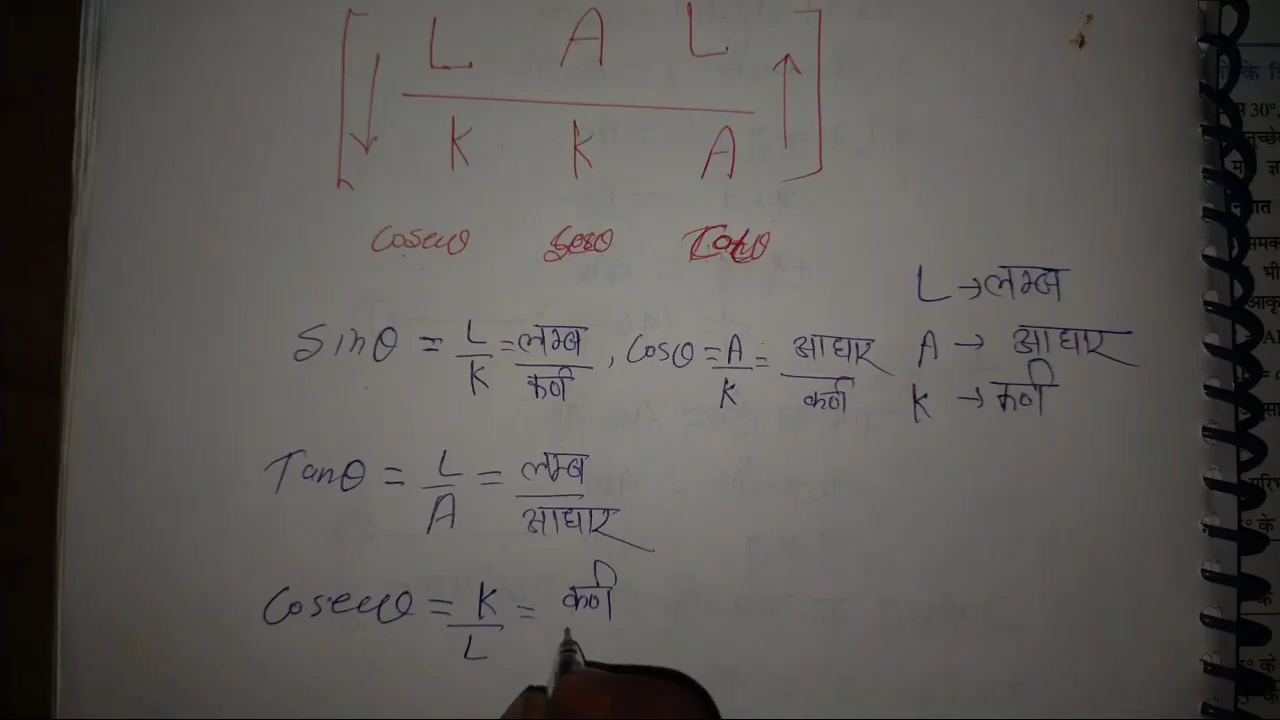 L A L
K K A
Cosecθ Secθ Cotθ
L → लम्ब
Sinθ = L/K = लम्ब/कर्ण , Cosθ = A/K = आधार/कर्ण
A → आधार
K → कर्ण
Tanθ = L/A = लम्ब/आधार
Cosecθ = K/L = कर्ण